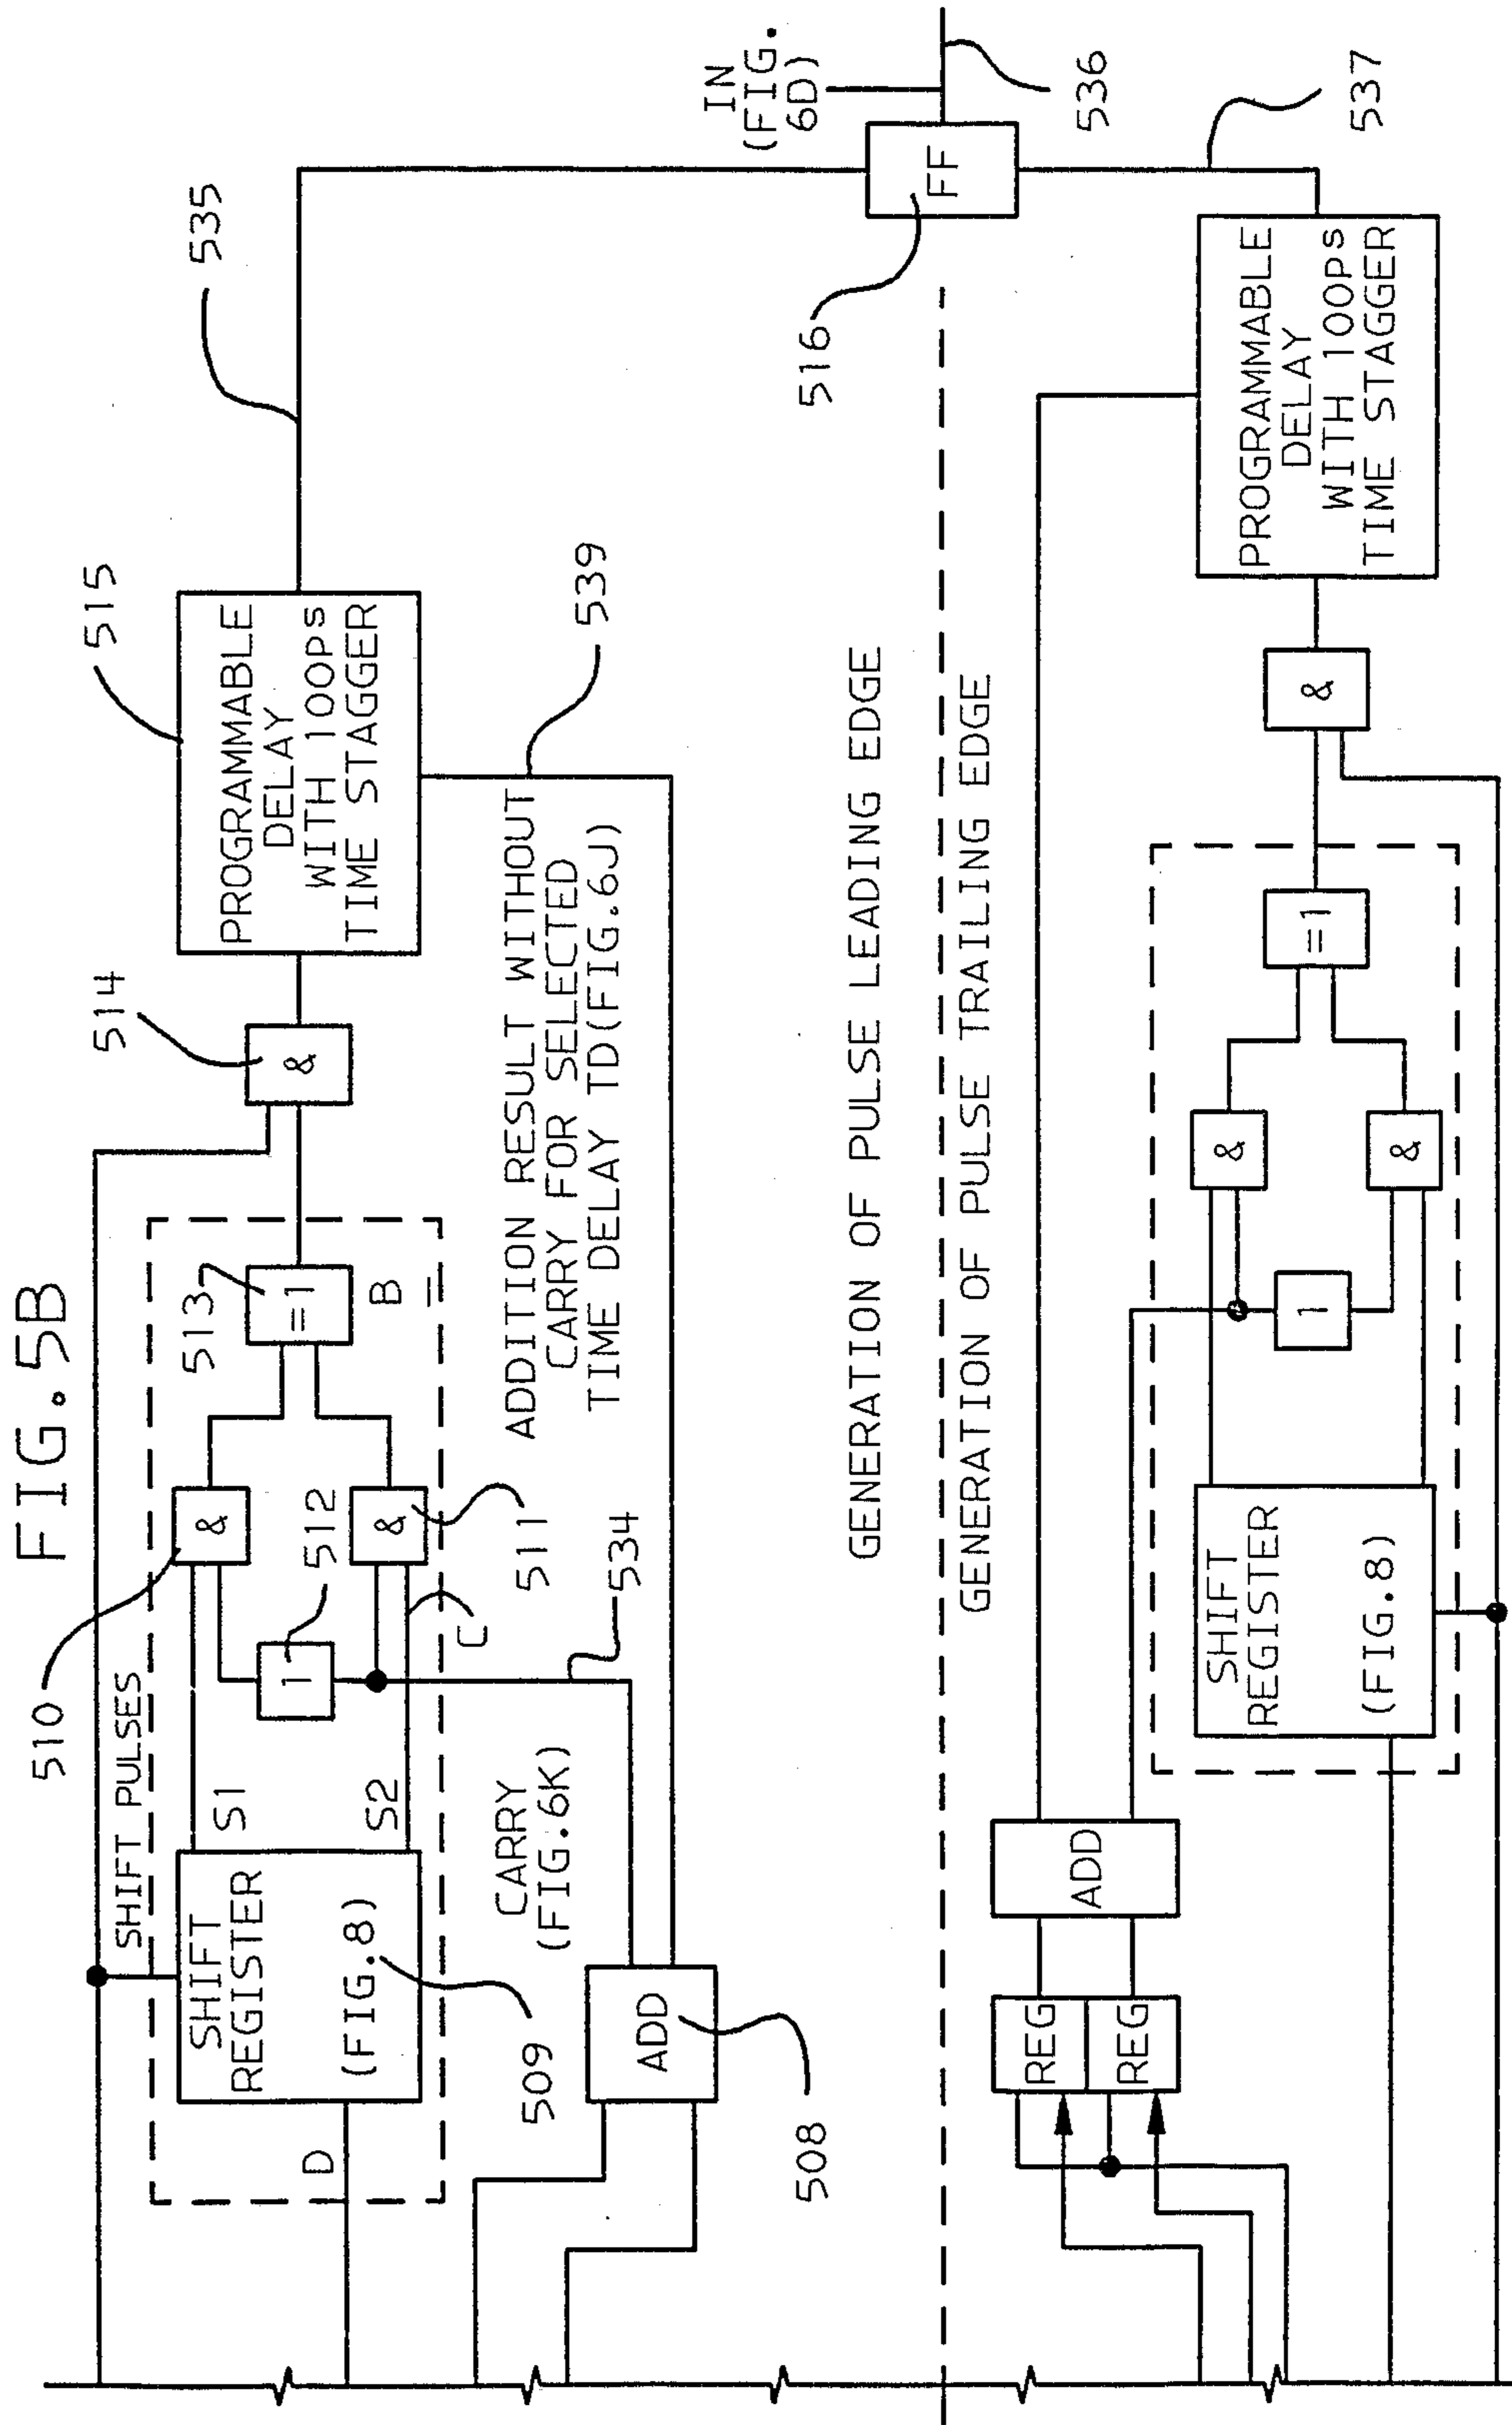 FIG.5B
SHIFT PULSES
D
SHIFT
REGISTER
(FIG.8)
509
S1
S2
510
&
1
512
&
511
C
534
513
=1
B
514
&
515
PROGRAMMABLE
DELAY
WITH 100Ps
TIME STAGGER
535
539
CARRY
(FIG.6K)
ADD
508
ADDITION RESULT WITHOUT
CARRY FOR SELECTED
TIME DELAY TD(FIG.6J)
IN
(FIG.
6D)
FF
516
536
537
GENERATION OF PULSE LEADING EDGE
GENERATION OF PULSE TRAILING EDGE
REG
REG
ADD
SHIFT
REGISTER
(FIG.8)
1
&
&
=1
&
PROGRAMMABLE
DELAY
WITH 100Ps
TIME STAGGER